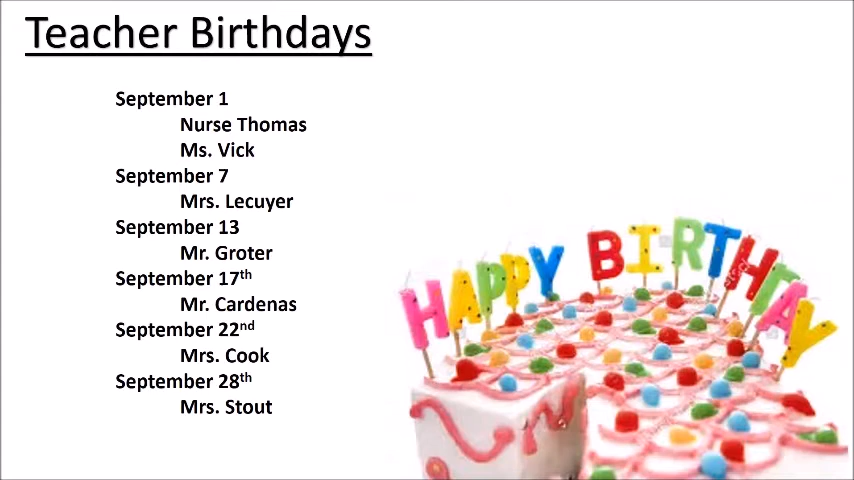 Teacher Birthdays
September 1
Nurse Thomas
Ms. Vick
September 7
Mrs. Lecuyer
September 13
Mr. Groter
September 17th
Mr. Cardenas
September 22nd
Mrs. Cook
September 28th
Mrs. Stout
HAPPY BIRTHDAY